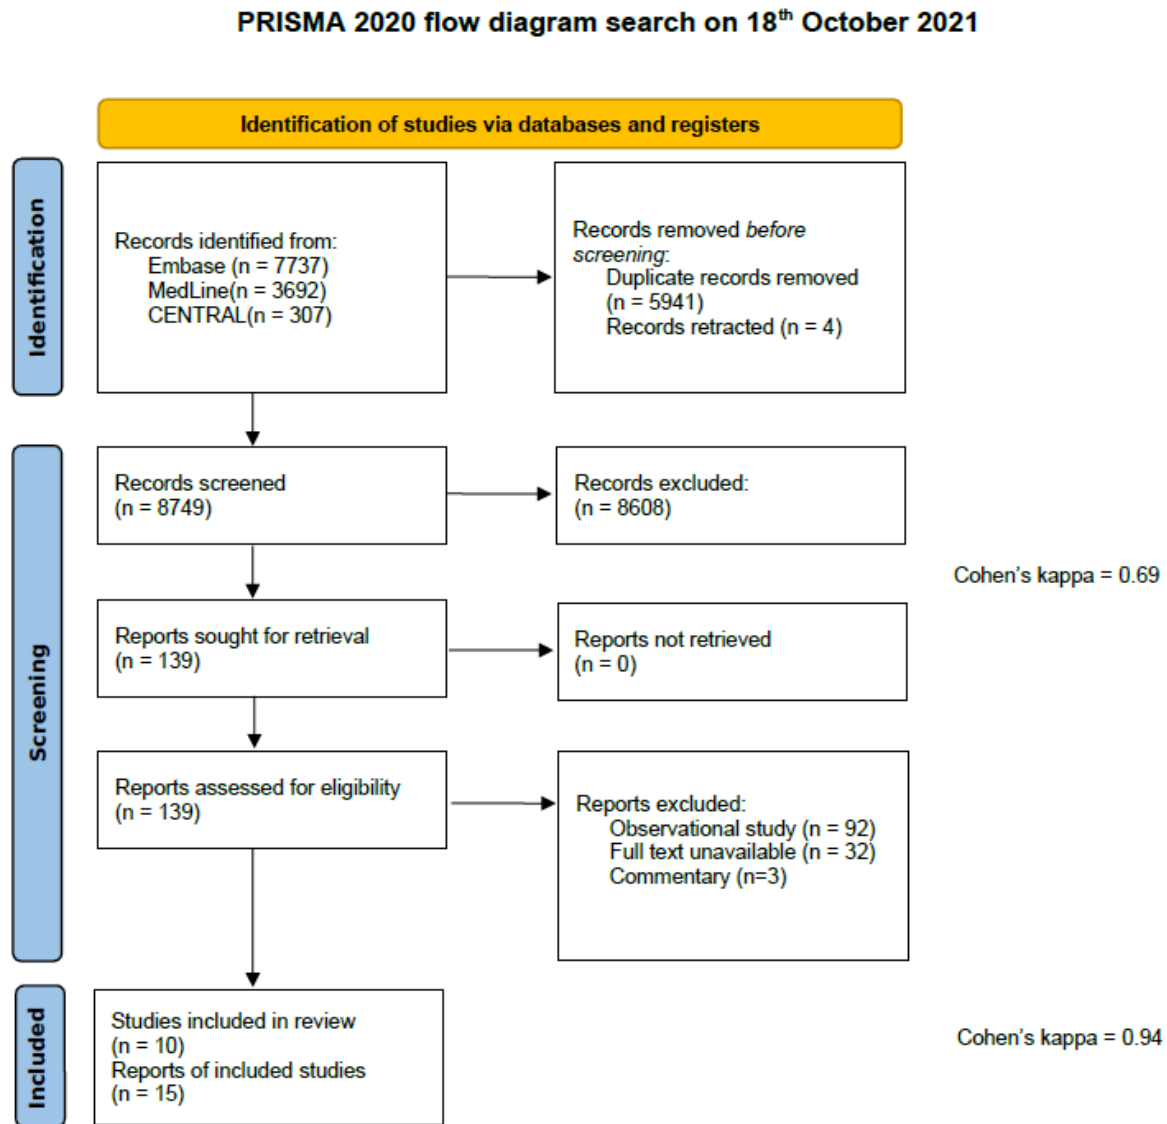 PRISMA 2020 flow diagram search on 18th October 2021
Identification of studies via databases and registers
Identification
Records identified from:
Embase (n = 7737)
MedLine(n = 3692)
CENTRAL(n = 307)
Records removed before
screening:
Duplicate records removed
(n = 5941)
Records retracted (n = 4)
Screening
Records screened
(n = 8749)
Records excluded:
(n = 8608)
Cohen's kappa = 0.69
Reports sought for retrieval
(n = 139)
Reports not retrieved
(n = 0)
Reports assessed for eligibility
(n = 139)
Reports excluded:
Observational study (n = 92)
Full text unavailable (n = 32)
Commentary (n=3)
Included
Studies included in review
(n = 10)
Reports of included studies
(n = 15)
Cohen's kappa = 0.94